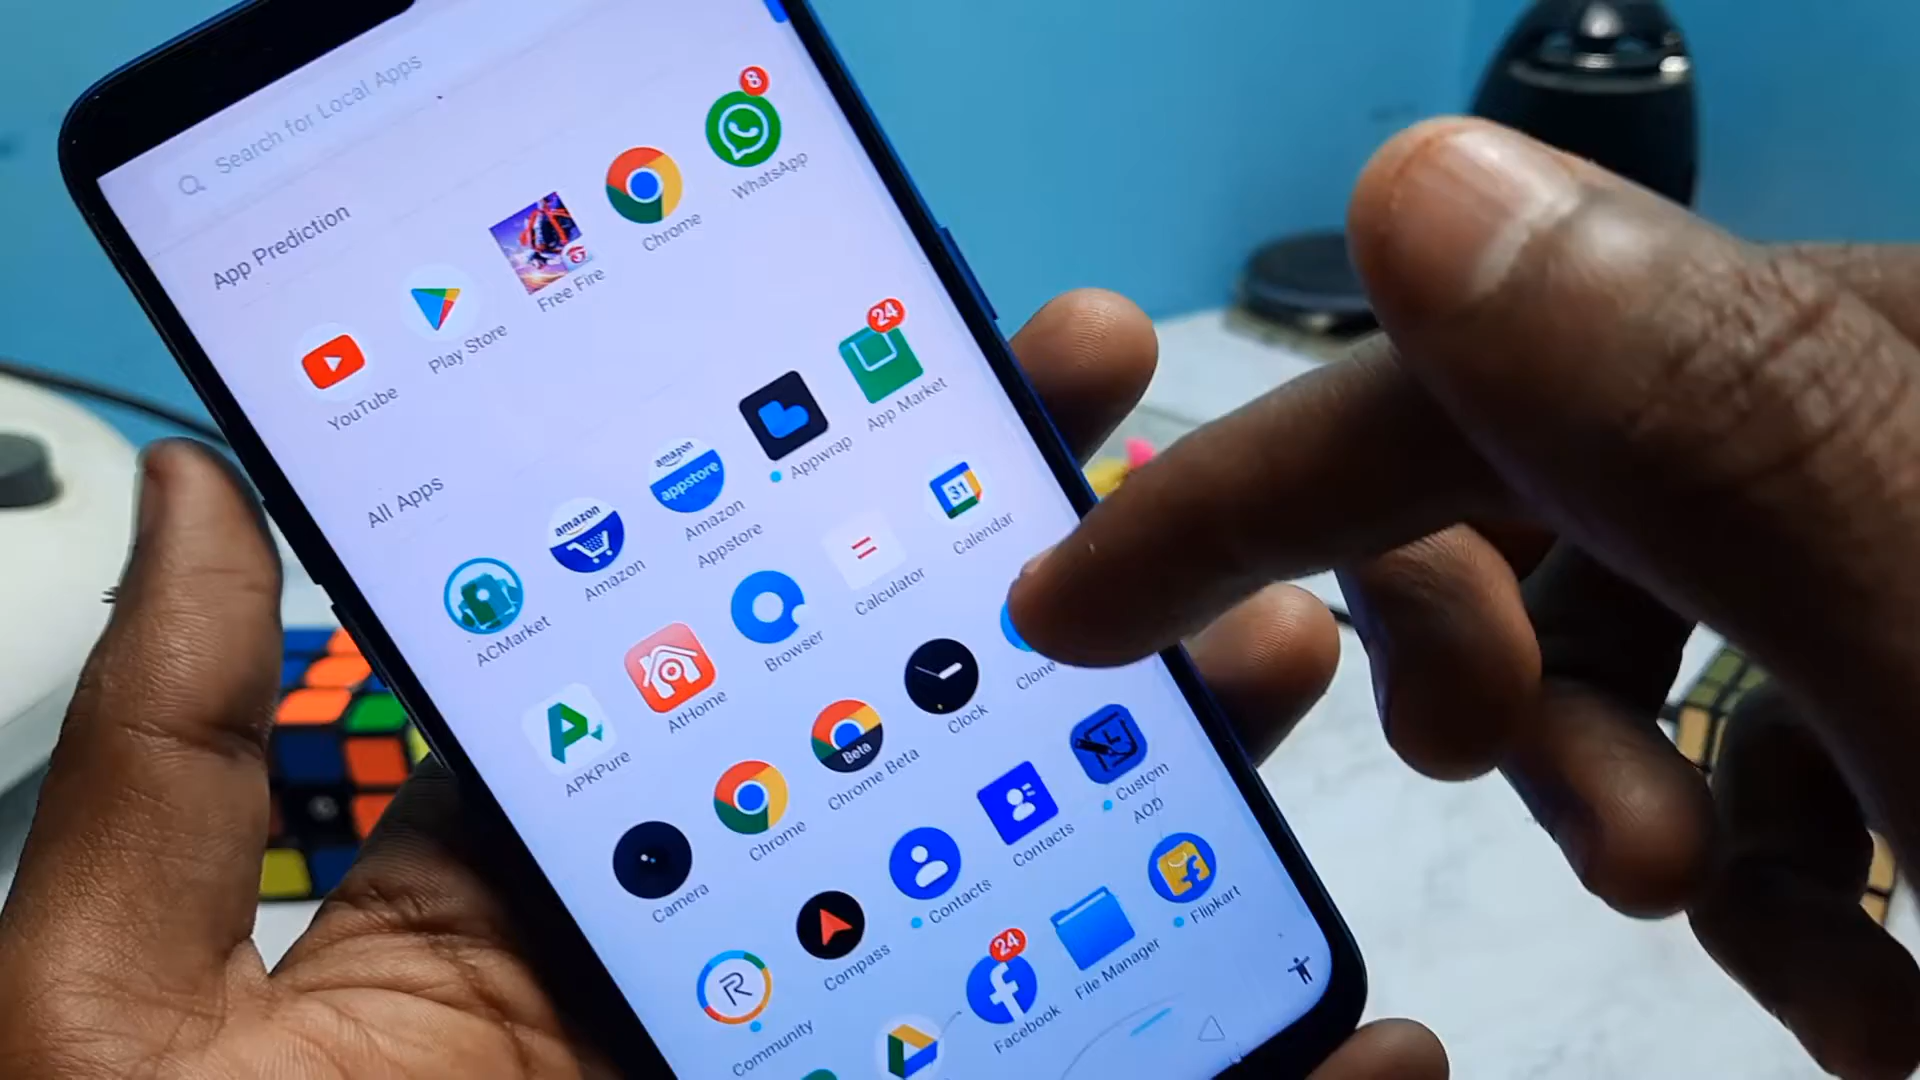 Search for Local Apps
App Prediction
YouTube
Play Store
Free Fire
Chrome
8
WhatsApp
All Apps
ACMarket
amazon
Amazon
amazon
appstore
Amazon
Appstore
Appwrap
24
App Market
APKPure
AtHome
Browser
=
Calculator
31
Calendar
Camera
Chrome
Beta
Chrome Beta
Clock
Clone
R
Community
Compass
Contacts
Contacts
Custom
AOD
24
Facebook
File Manager
Flipkart